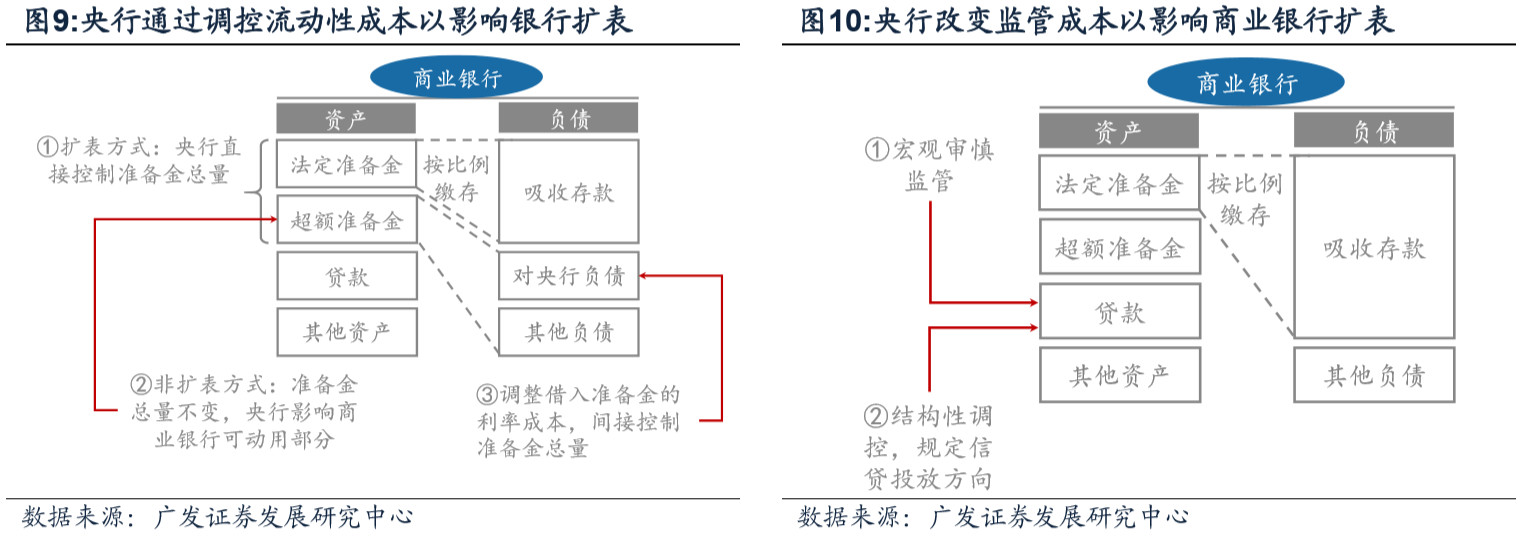 图9:央行通过调控流动性成本以影响银行扩表
商业银行
资产
负债
①扩表方式：央行直
接控制准备金总量
法定准备金
按比例
缴存
吸收存款
超额准备金
贷款
对央行负债
其他资产
其他负债
②非扩表方式：准备金
总量不变，央行影响商
业银行可动用部分
③调整借入准备金的
利率成本，间接控制
准备金总量
数据来源：广发证券发展研究中心
图10:央行改变监管成本以影响商业银行扩表
商业银行
资产
负债
①宏观审慎
监管
法定准备金
按比例
缴存
超额准备金
吸收存款
贷款
其他资产
其他负债
②结构性调
控，规定信
贷投放方向
数据来源：广发证券发展研究中心